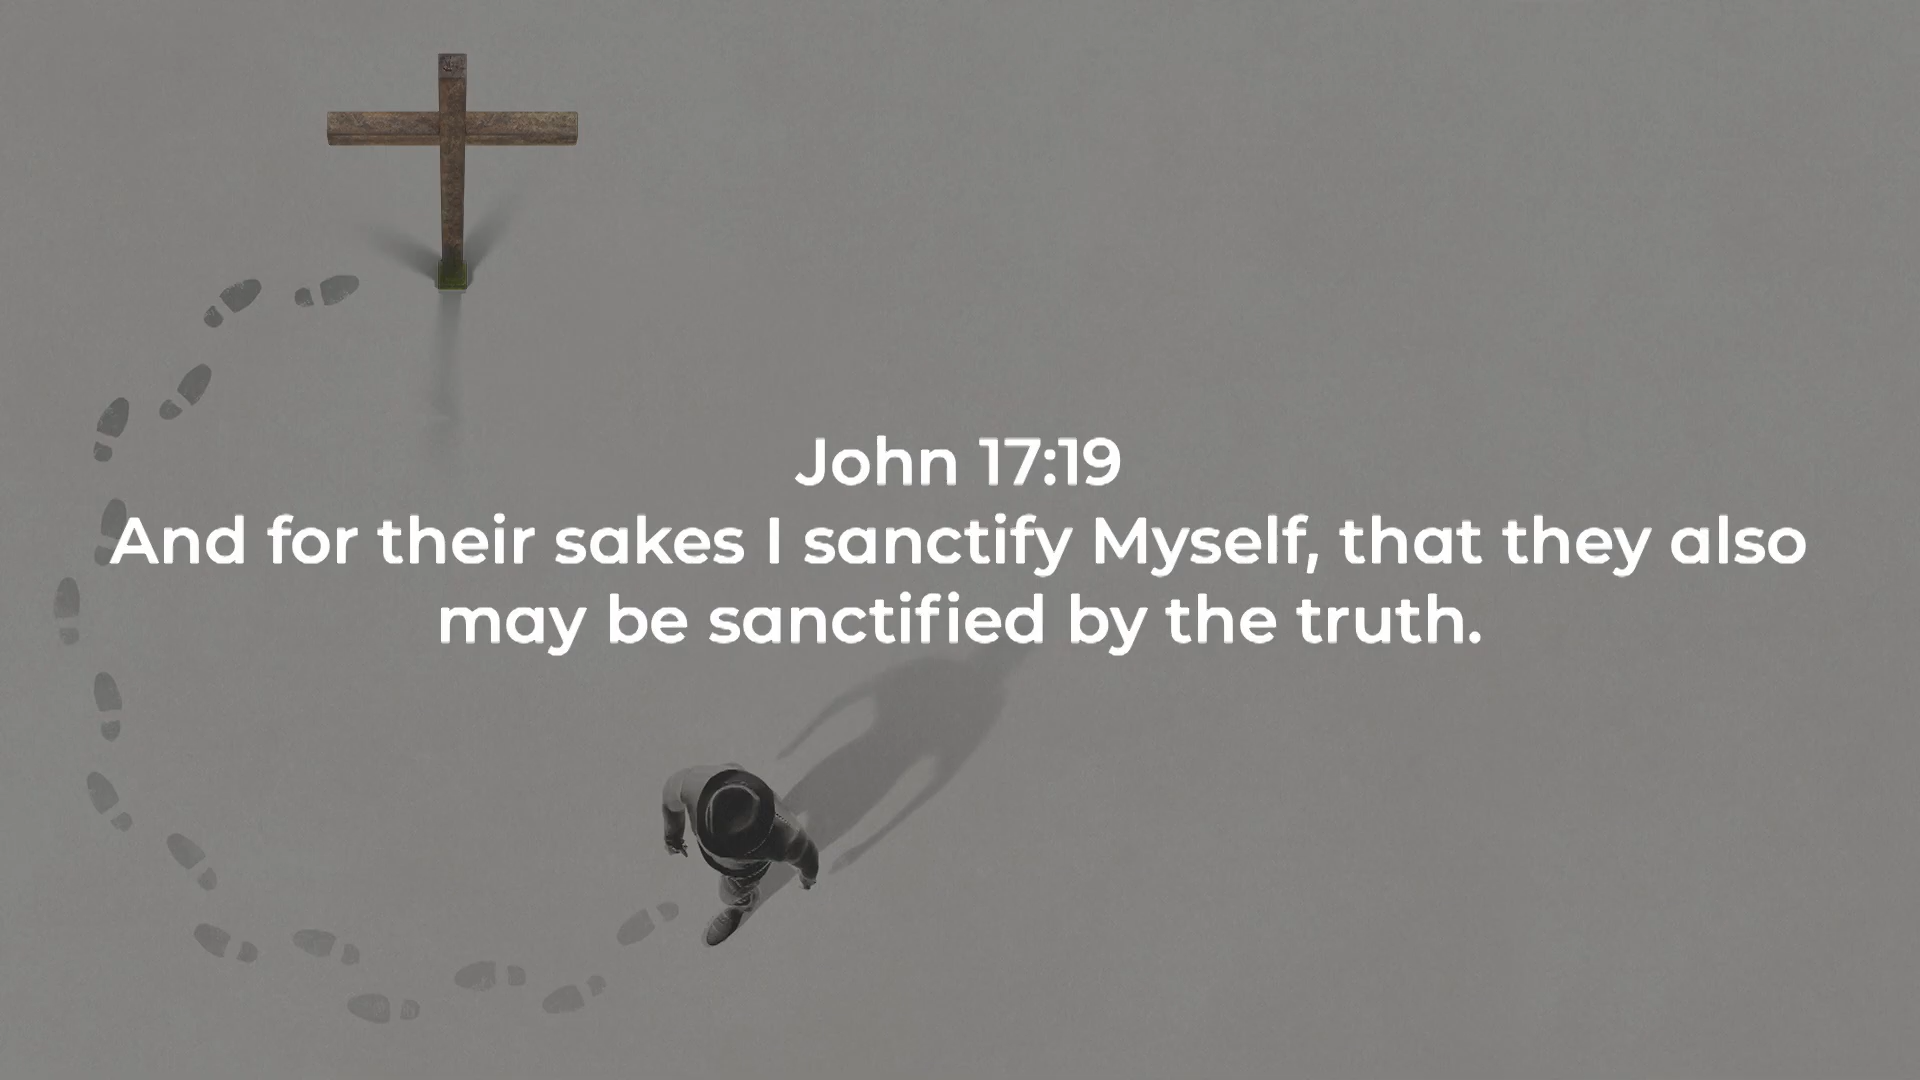 John 17:19
And for their sakes I sanctify Myself, that they also
may be sanctified by the truth.